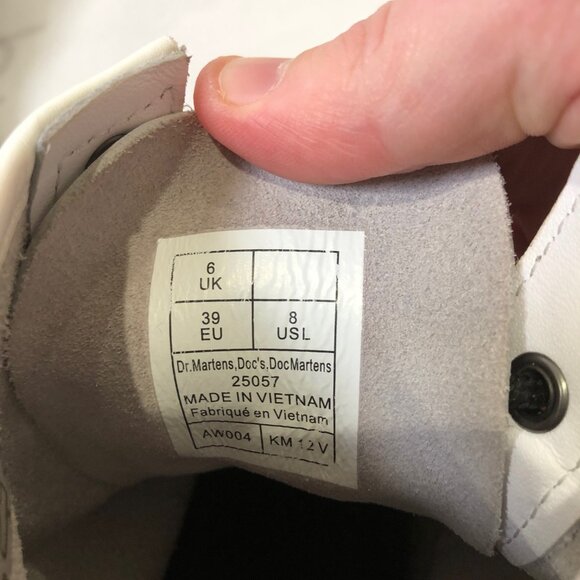 6
UK
39
EU
8
USL
Dr.Martens,Doc's,DocMartens
25057
MADE IN VIETNAM
Fabriqué en Vietnam
AW004
KM 12V